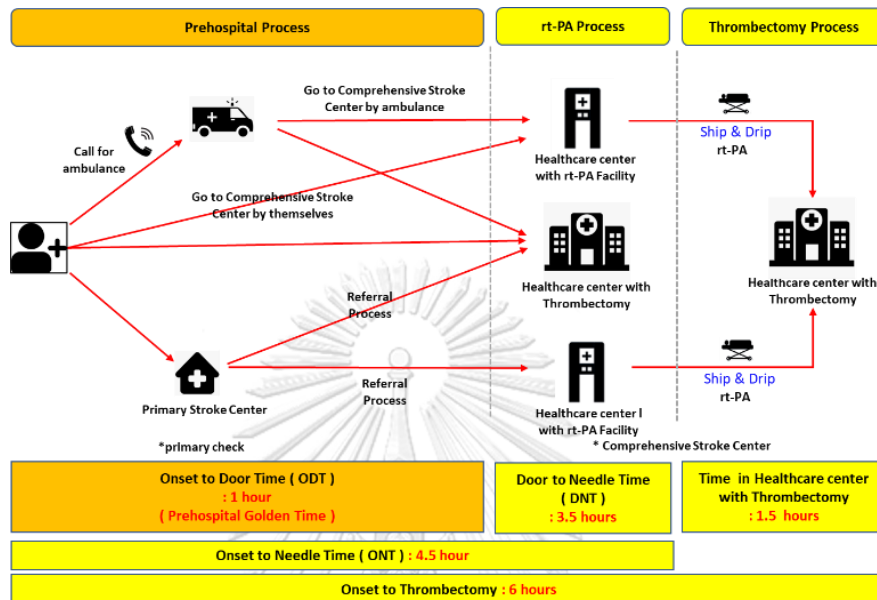 Prehospital Process
rt-PA Process
Thrombectomy Process
Go to Comprehensive Stroke
Center by ambulance
Call for
ambulance
Ship & Drip
rt-PA
Healthcare center
with rt-PA Facility
Go to Comprehensive Stroke
Center by themselves
Healthcare center with
Thrombectomy
Healthcare center with
Thrombectomy
Referral
Process
Primary Stroke Center
Referral
Process
Healthcare center l
with rt-PA Facility
Ship & Drip
rt-PA
*primary check
* Comprehensive Stroke Center
Onset to Door Time ( ODT )
: 1 hour
( Prehospital Golden Time )
Door to Needle Time
( DNT )
: 3.5 hours
Time in Healthcare center
with Thrombectomy
: 1.5 hours
Onset to Needle Time ( ONT ) : 4.5 hour
Onset to Thrombectomy : 6 hours